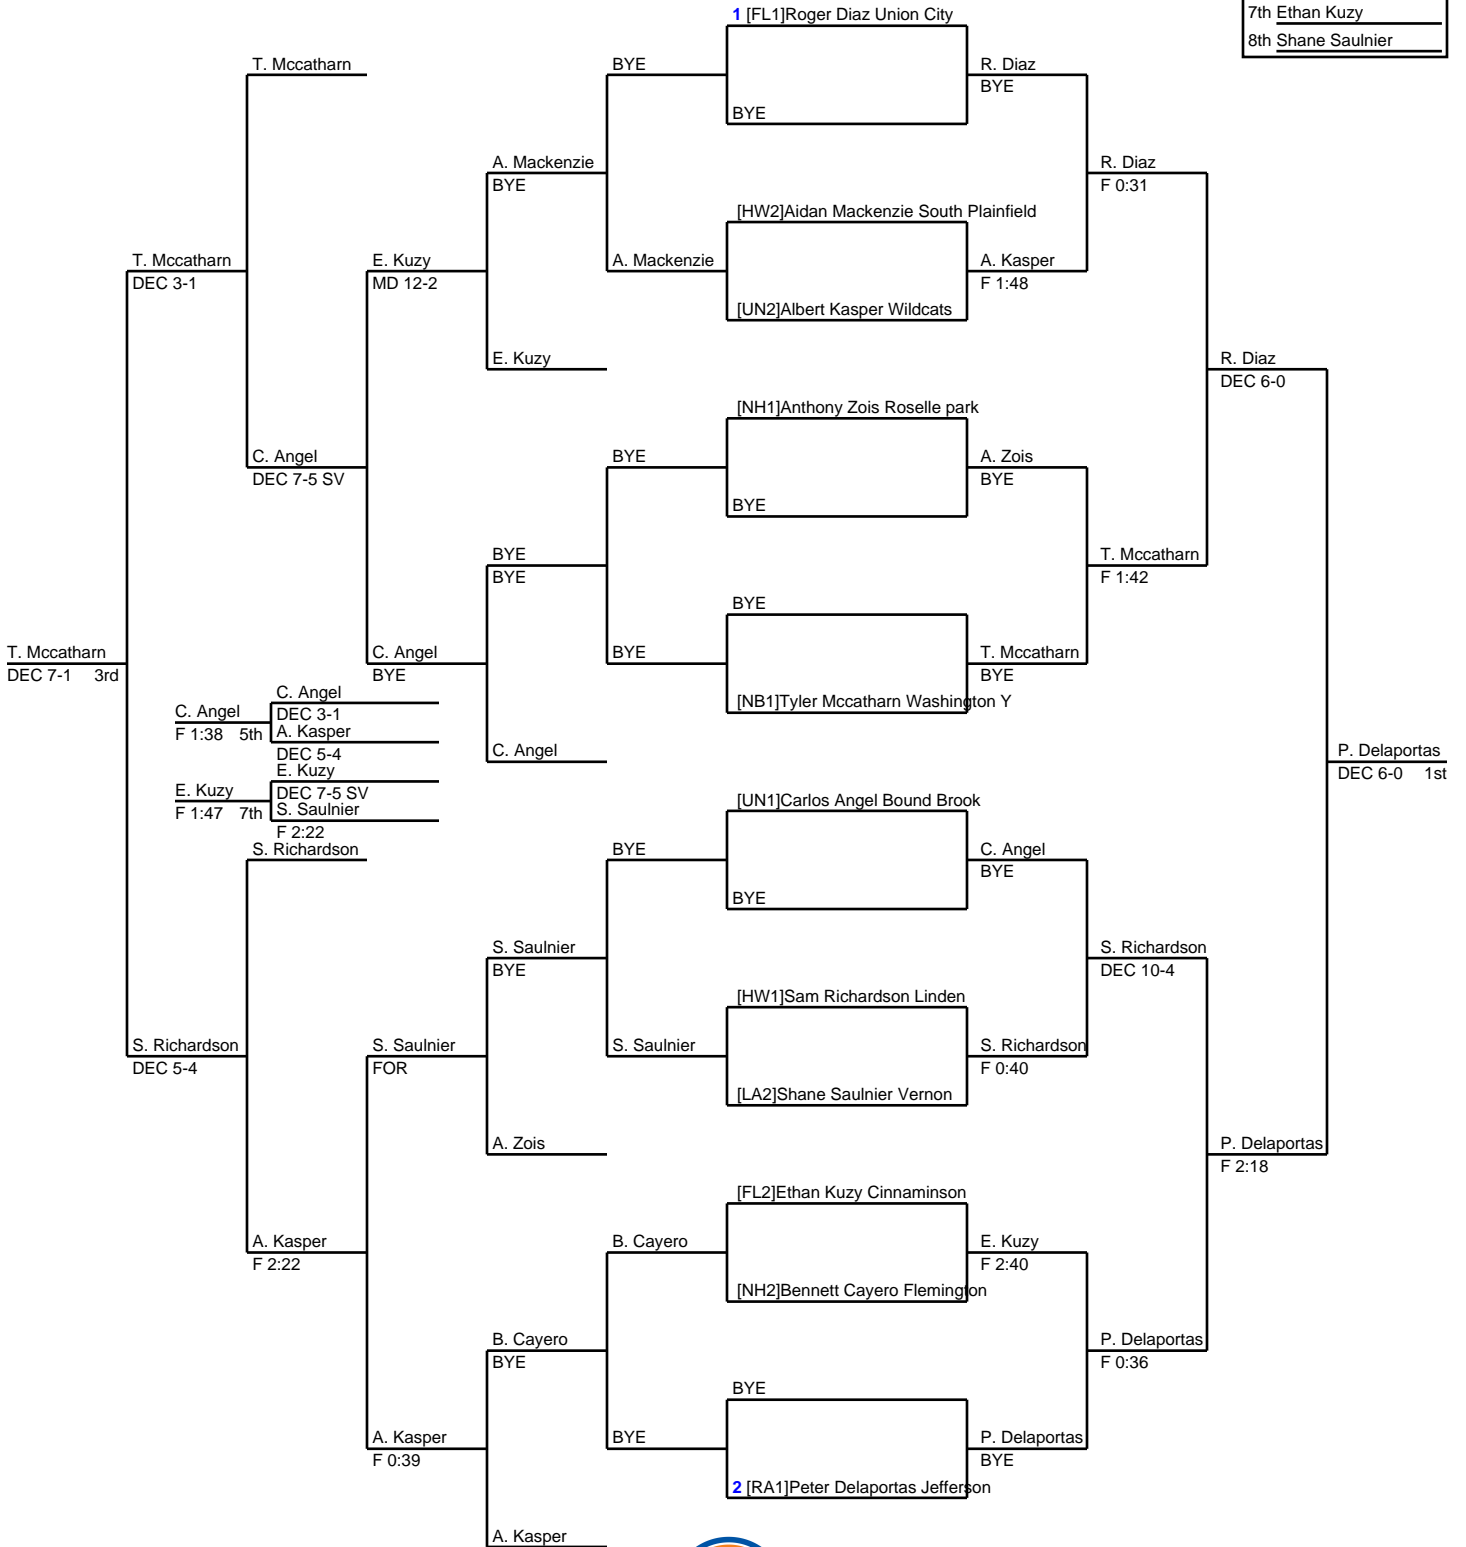 1 [FL1]Roger Diaz Union City
7th Ethan Kuzy
8th Shane Saulnier
T. Mccatharn
BYE
R. Diaz
BYE
BYE
A. Mackenzie
BYE
R. Diaz
F 0:31
[HW2]Aidan Mackenzie South Plainfield
T. Mccatharn
DEC 3-1
E. Kuzy
MD 12-2
A. Mackenzie
A. Kasper
F 1:48
[UN2]Albert Kasper Wildcats
E. Kuzy
R. Diaz
DEC 6-0
[NH1]Anthony Zois Roselle park
C. Angel
DEC 7-5 SV
BYE
A. Zois
BYE
BYE
BYE
BYE
T. Mccatharn
F 1:42
BYE
T. Mccatharn
DEC 7-1 3rd
C. Angel
BYE
BYE
T. Mccatharn
BYE
[NB1]Tyler Mccatharn Washington Y
C. Angel
DEC 3-1
C. Angel
F 1:38 5th
A. Kasper
DEC 5-4
C. Angel
P. Delaportas
DEC 6-0 1st
E. Kuzy
DEC 7-5 SV
E. Kuzy
F 1:47 7th
S. Saulnier
F 2:22
[UN1]Carlos Angel Bound Brook
S. Richardson
BYE
C. Angel
BYE
BYE
S. Saulnier
BYE
S. Richardson
DEC 10-4
[HW1]Sam Richardson Linden
S. Richardson
DEC 5-4
S. Saulnier
FOR
S. Saulnier
S. Richardson
F 0:40
[LA2]Shane Saulnier Vernon
A. Zois
P. Delaportas
F 2:18
[FL2]Ethan Kuzy Cinnaminson
A. Kasper
F 2:22
B. Cayero
E. Kuzy
F 2:40
[NH2]Bennett Cayero Flemington
B. Cayero
BYE
P. Delaportas
F 0:36
BYE
A. Kasper
F 0:39
BYE
P. Delaportas
BYE
2 [RA1]Peter Delaportas Jefferson
A. Kasper